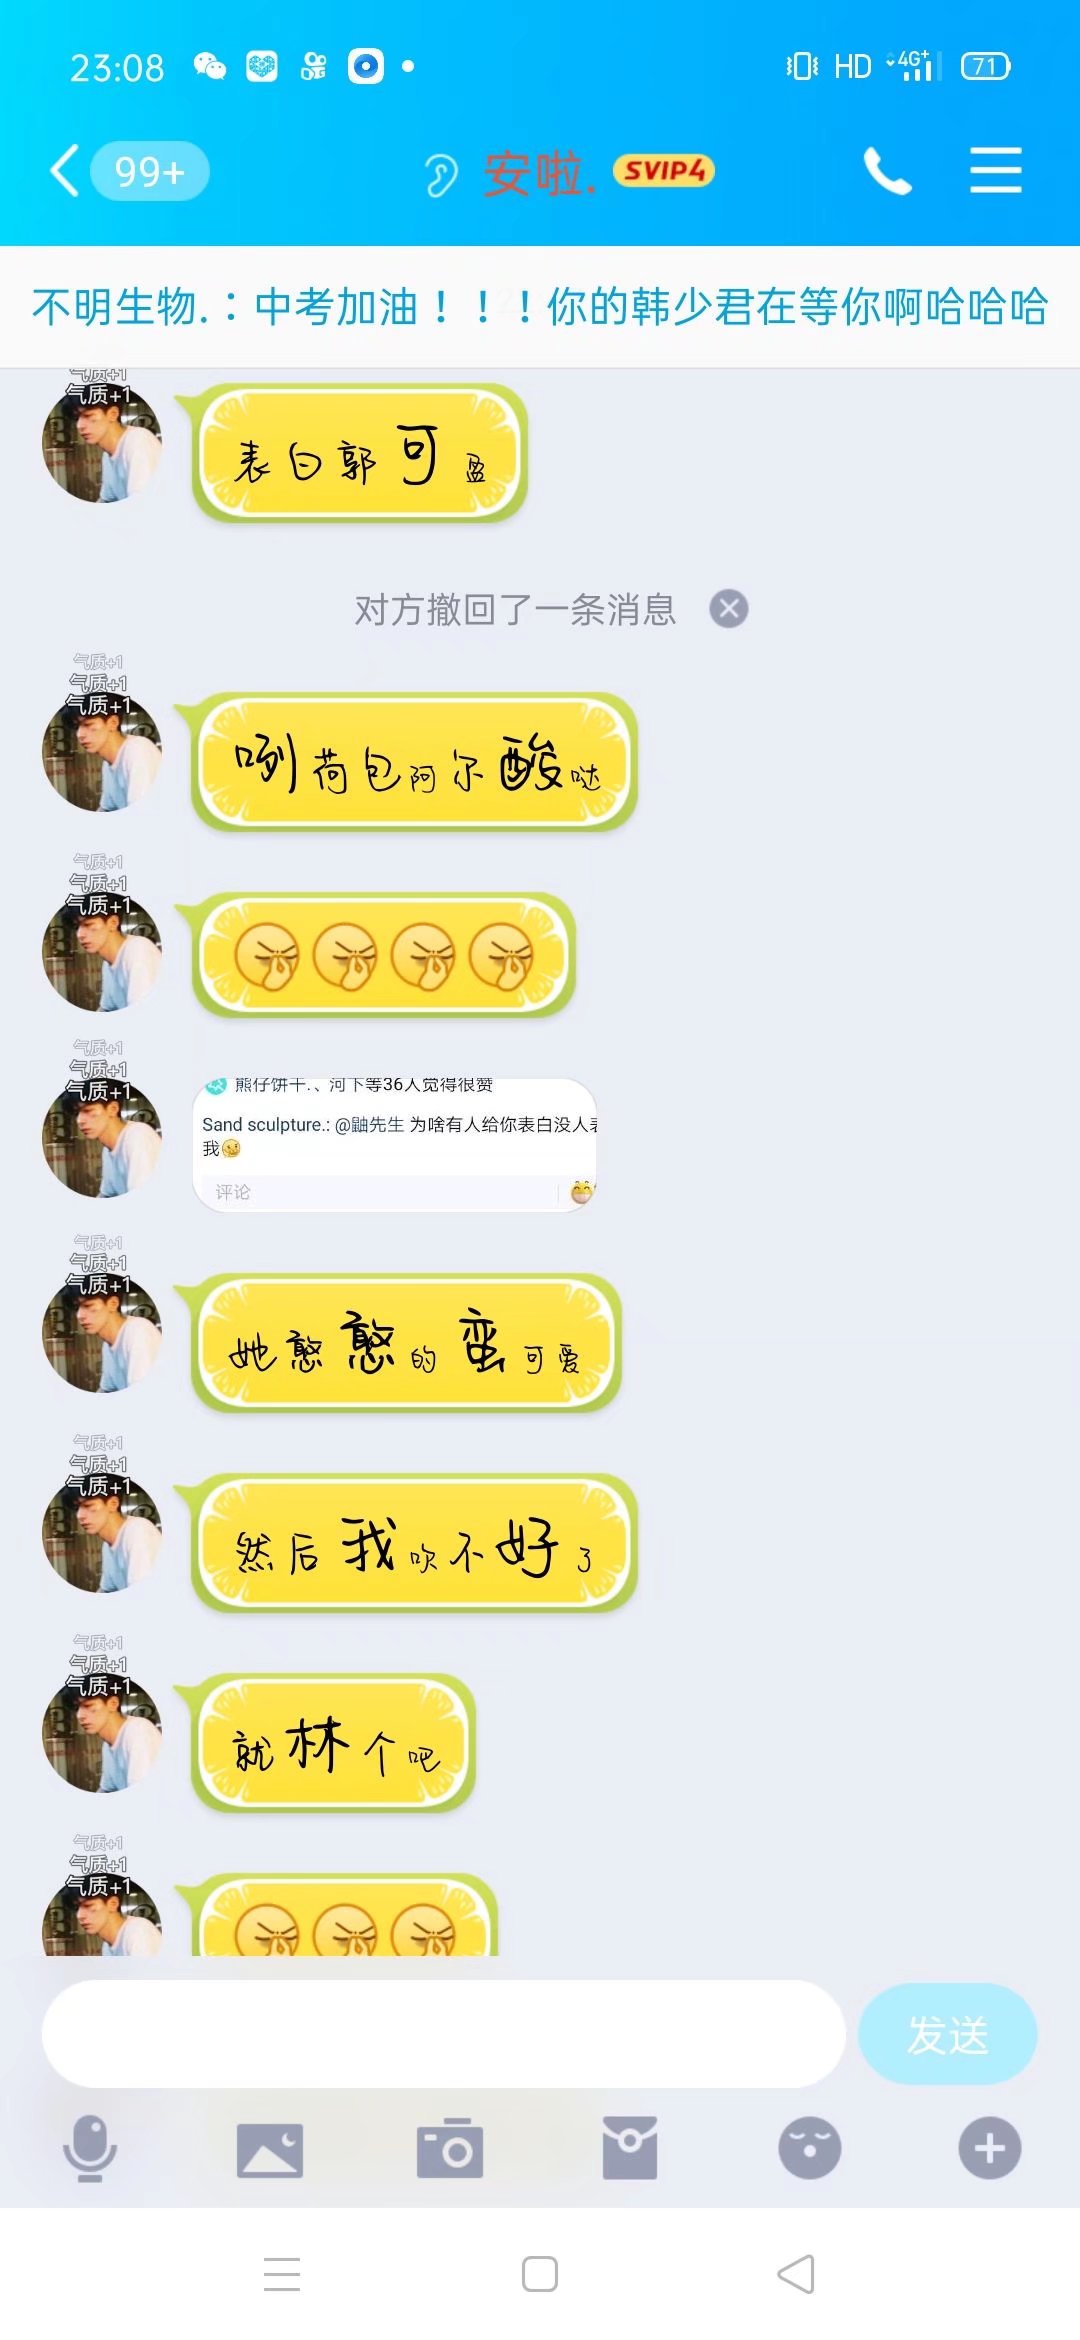 23:08 HD 4G+ 71
99+ 安啦. SVIP4
不明生物.：中考加油！！！你的韩少君在等你啊哈哈哈
气质+1
气质+1
表白郭可盈
对方撤回了一条消息
气质+1
气质+1
气质+1
咧荷包阿尔酸哒
气质+1
气质+1
气质+1
气质+1
气质+1
气质+1
熊仔饼干.、河下等36人觉得很赞
Sand sculpture.: @鼬先生 为啥有人给你表白没人表
我
评论
气质+1
气质+1
气质+1
她憨憨的蛮可爱
气质+1
气质+1
气质+1
然后我吹不好了
气质+1
气质+1
气质+1
就林个吧
气质+1
气质+1
气质+1
发送